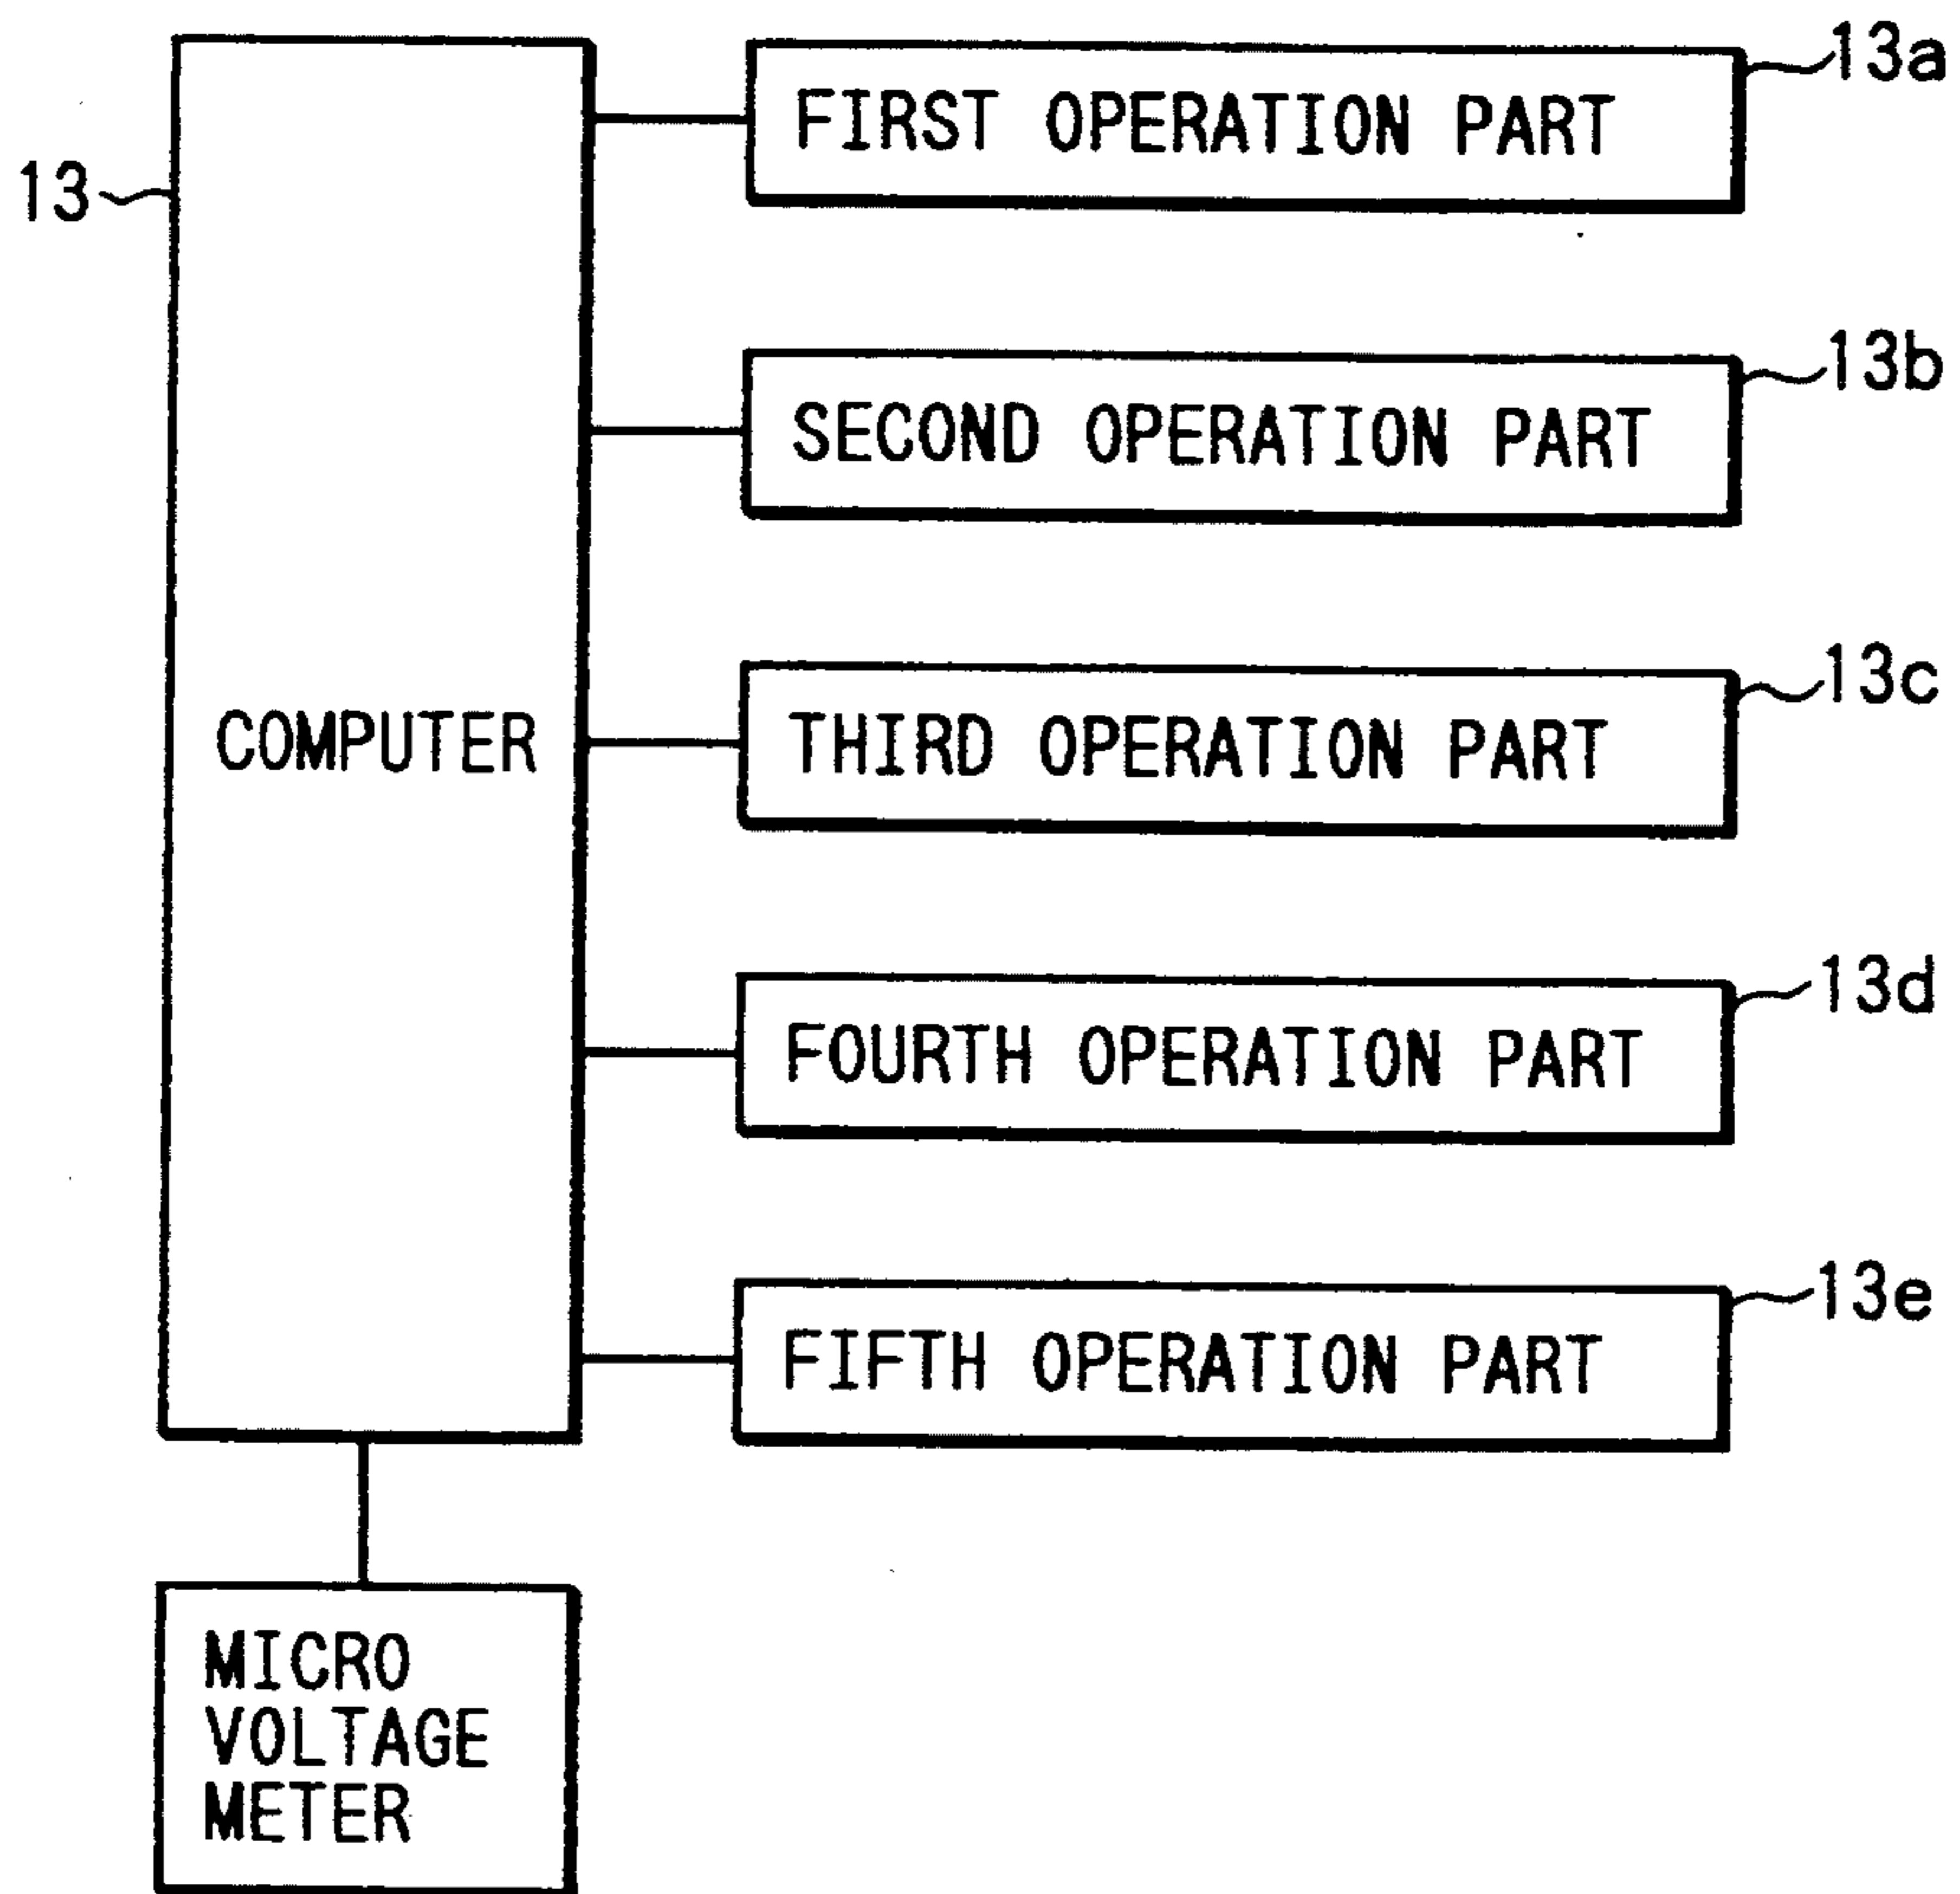 13a
FIRST OPERATION PART
13
13b
SECOND OPERATION PART
13c
COMPUTER
THIRD OPERATION PART
13d
FOURTH OPERATION PART
13e
FIFTH OPERATION PART
MICRO
VOLTAGE
METER